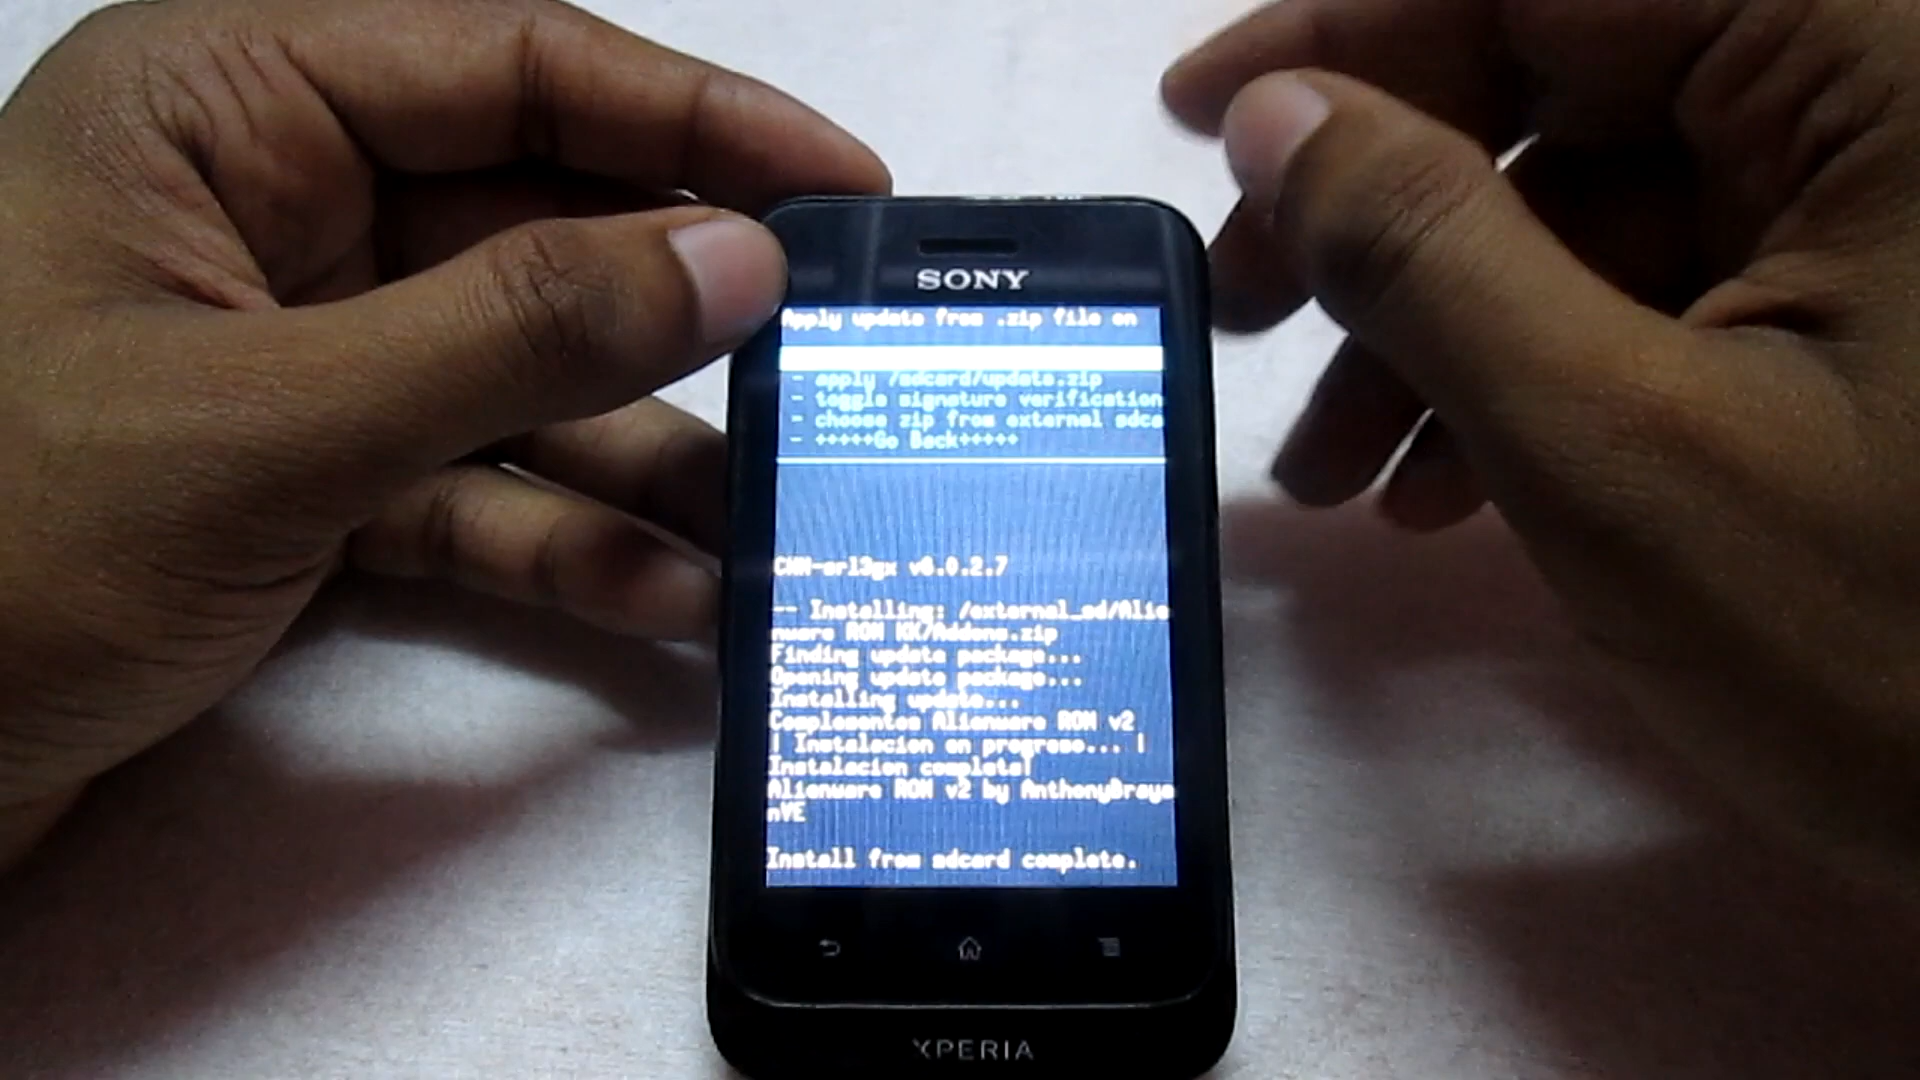 SONY
Apply update from .zip file on
- apply /sdcard/update.zip
- toggle signature verification
- choose zip from external sdca
- +++++Go Back+++++
CWM-arl3gx v6.0.2.7
-- Installing: /external_sd/Alie
nware ROM KK/Addons.zip
Finding update package...
Opening update package...
Installing update...
Complementos Alienware ROM v2
| Instalacion en progreso... |
Instalacion completa!
Alienware ROM v2 by AnthonyBraya
nVE
Install from sdcard complete.
XPERIA